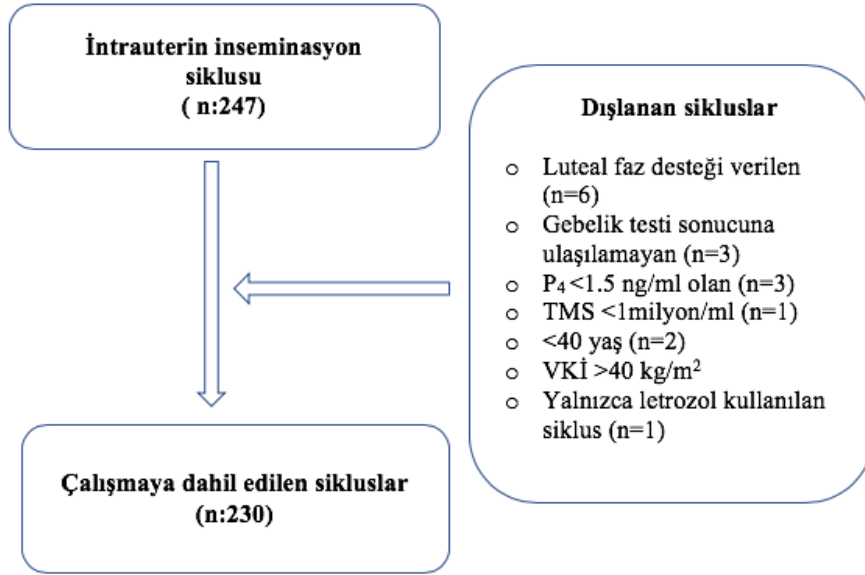 İntrauterin inseminasyon
siklusu
( n:247)
Dışlanan sikluslar
o Luteal faz desteği verilen
(n=6)
o Gebelik testi sonucuna
ulaşılamayan (n=3)
o P₄ <1.5 ng/ml olan (n=3)
o TMS <1milyon/ml (n=1)
o <40 yaş (n=2)
o VKİ >40 kg/m²
o Yalnızca letrozol kullanılan
siklus (n=1)
Çalışmaya dahil edilen sikluslar
(n:230)